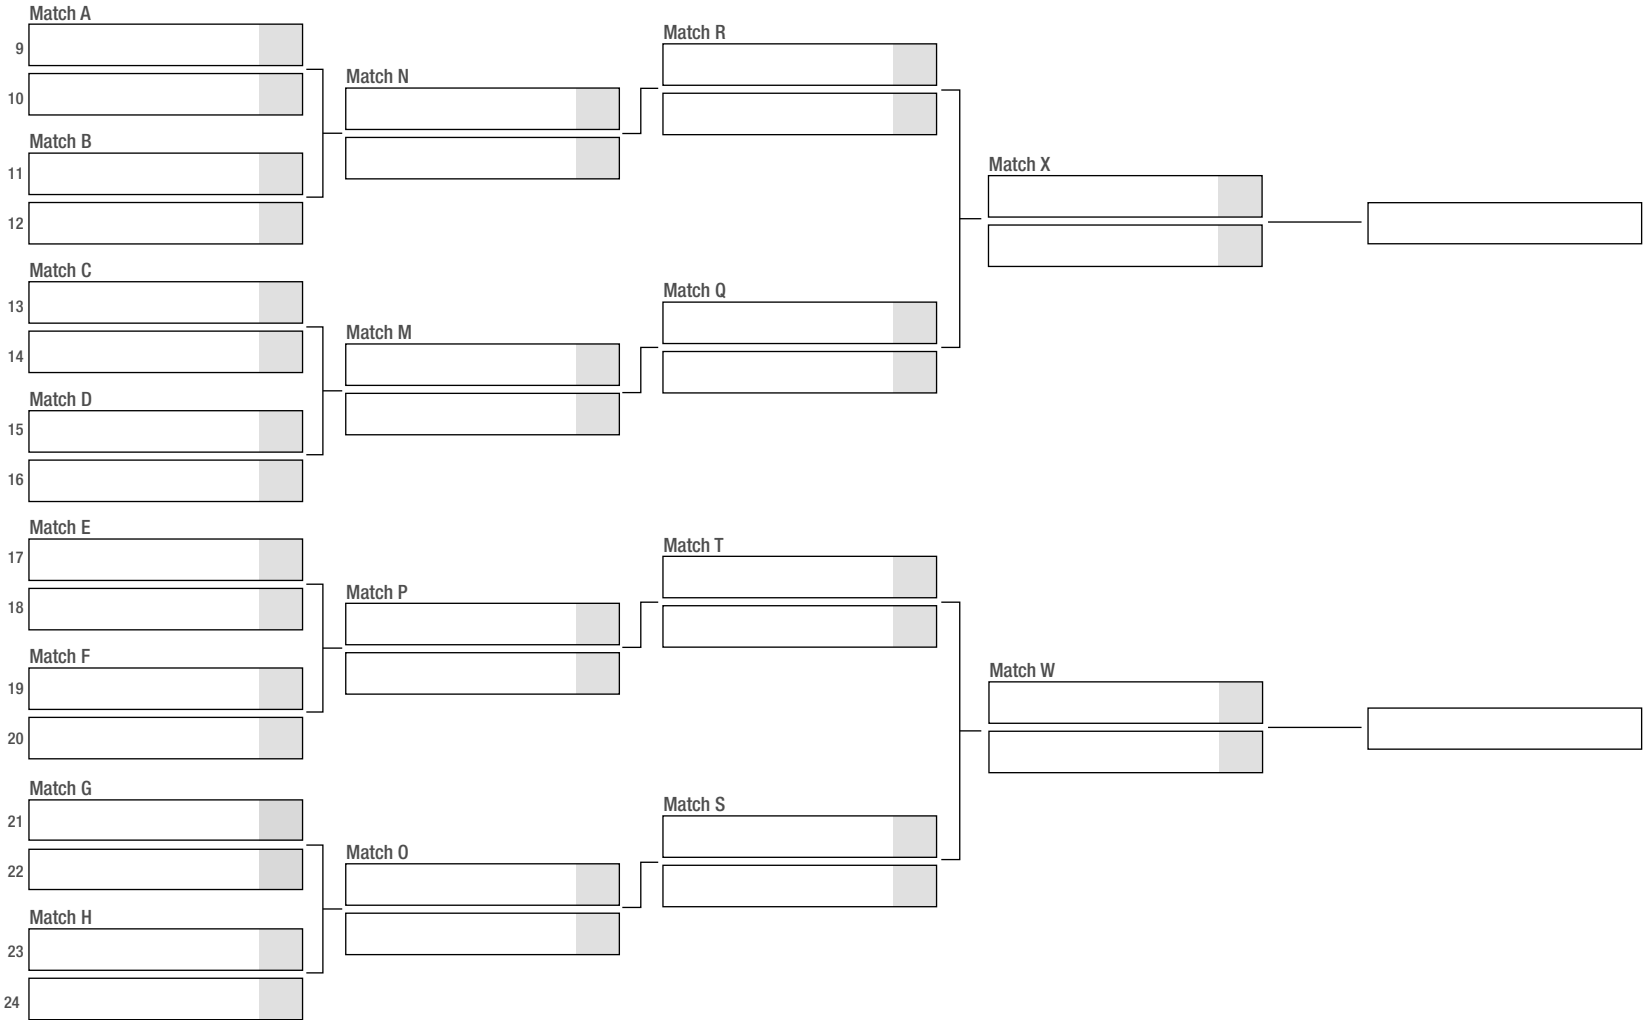 Match A
9
10
Match B
11
12
Match C
13
14
Match D
15
16
Match E
17
18
Match F
19
20
Match G
21
22
Match H
23
24
Match N
Match M
Match P
Match O
Match R
Match Q
Match T
Match S
Match X
Match W